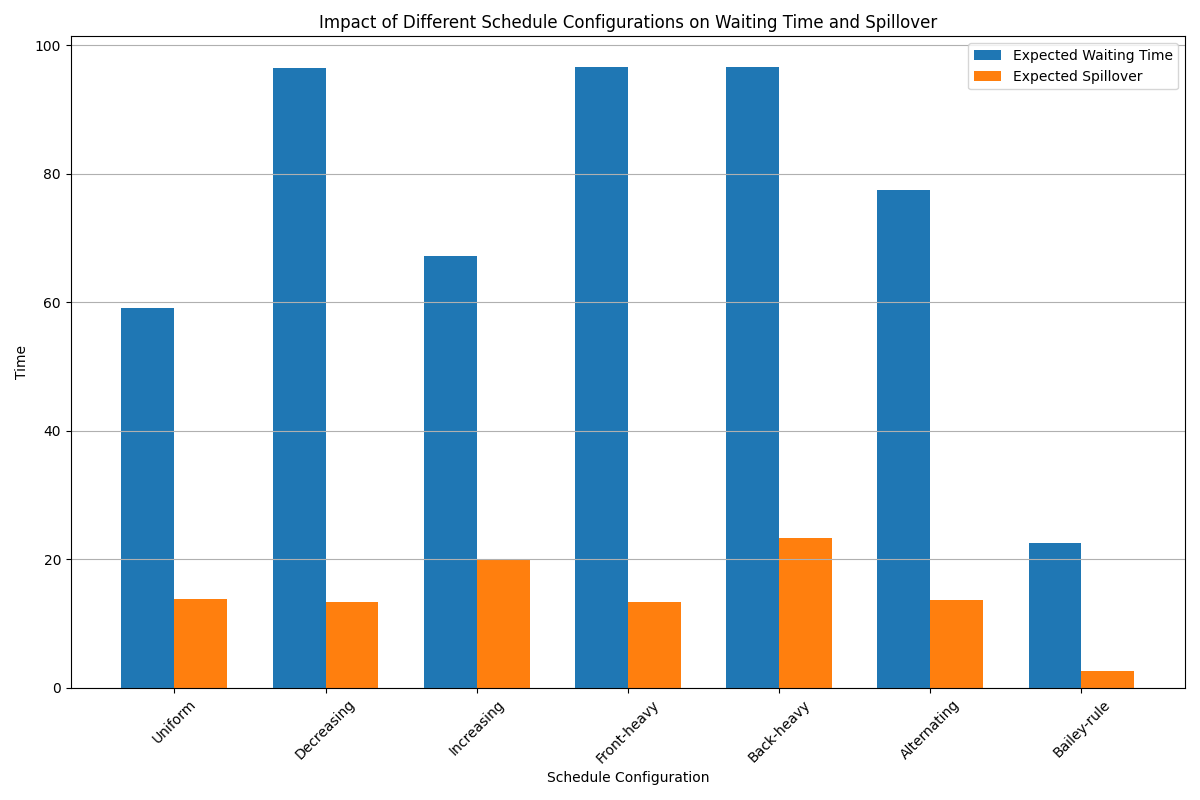 Impact of Different Schedule Configurations on Waiting Time and Spillover
Expected Waiting Time
Expected Spillover
Time
100
80
60
40
20
0
Uniform
Decreasing
Increasing
Front-heavy
Back-heavy
Alternating
Bailey-rule
Schedule Configuration